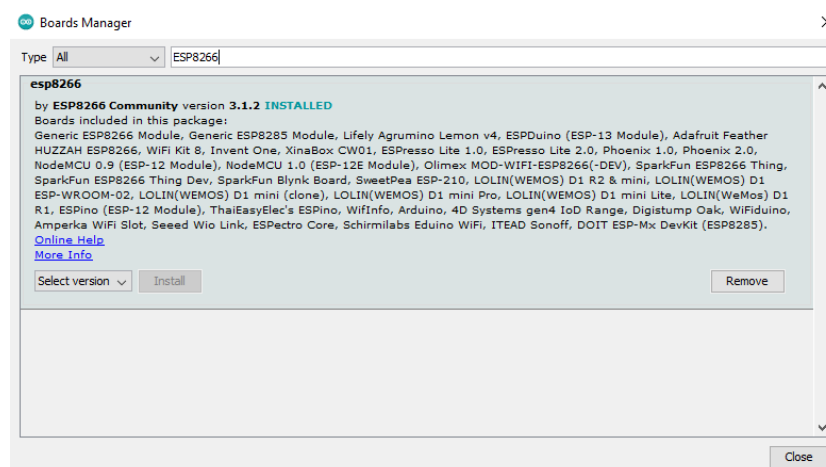 Boards Manager
Type All ESP8266
esp8266
by ESP8266 Community version 3.1.2 INSTALLED
Boards included in this package:
Generic ESP8266 Module, Generic ESP8285 Module, Lifely Agrumino Lemon v4, ESPDuino (ESP-13 Module), Adafruit Feather
HUZZAH ESP8266, WiFi Kit 8, Invent One, XinaBox CW01, ESPresso Lite 1.0, ESPresso Lite 2.0, Phoenix 1.0, Phoenix 2.0,
NodeMCU 0.9 (ESP-12 Module), NodeMCU 1.0 (ESP-12E Module), Olimex MOD-WIFI-ESP8266(-DEV), SparkFun ESP8266 Thing,
SparkFun ESP8266 Thing Dev, SparkFun Blynk Board, SweetPea ESP-210, LOLIN(WEMOS) D1 R2 & mini, LOLIN(WEMOS) D1
ESP-WROOM-02, LOLIN(WEMOS) D1 mini (clone), LOLIN(WEMOS) D1 mini Pro, LOLIN(WEMOS) D1 mini Lite, LOLIN(WeMos) D1
R1, ESPino (ESP-12 Module), ThaiEasyElec's ESPino, WifInfo, Arduino, 4D Systems gen4 IoD Range, Digistump Oak, WiFiduino,
Amperka WiFi Slot, Seeed Wio Link, ESPectro Core, Schirmilabs Eduino WiFi, ITEAD Sonoff, DOIT ESP-Mx DevKit (ESP8285).
Online Help
More Info
Select version Install Remove
Close